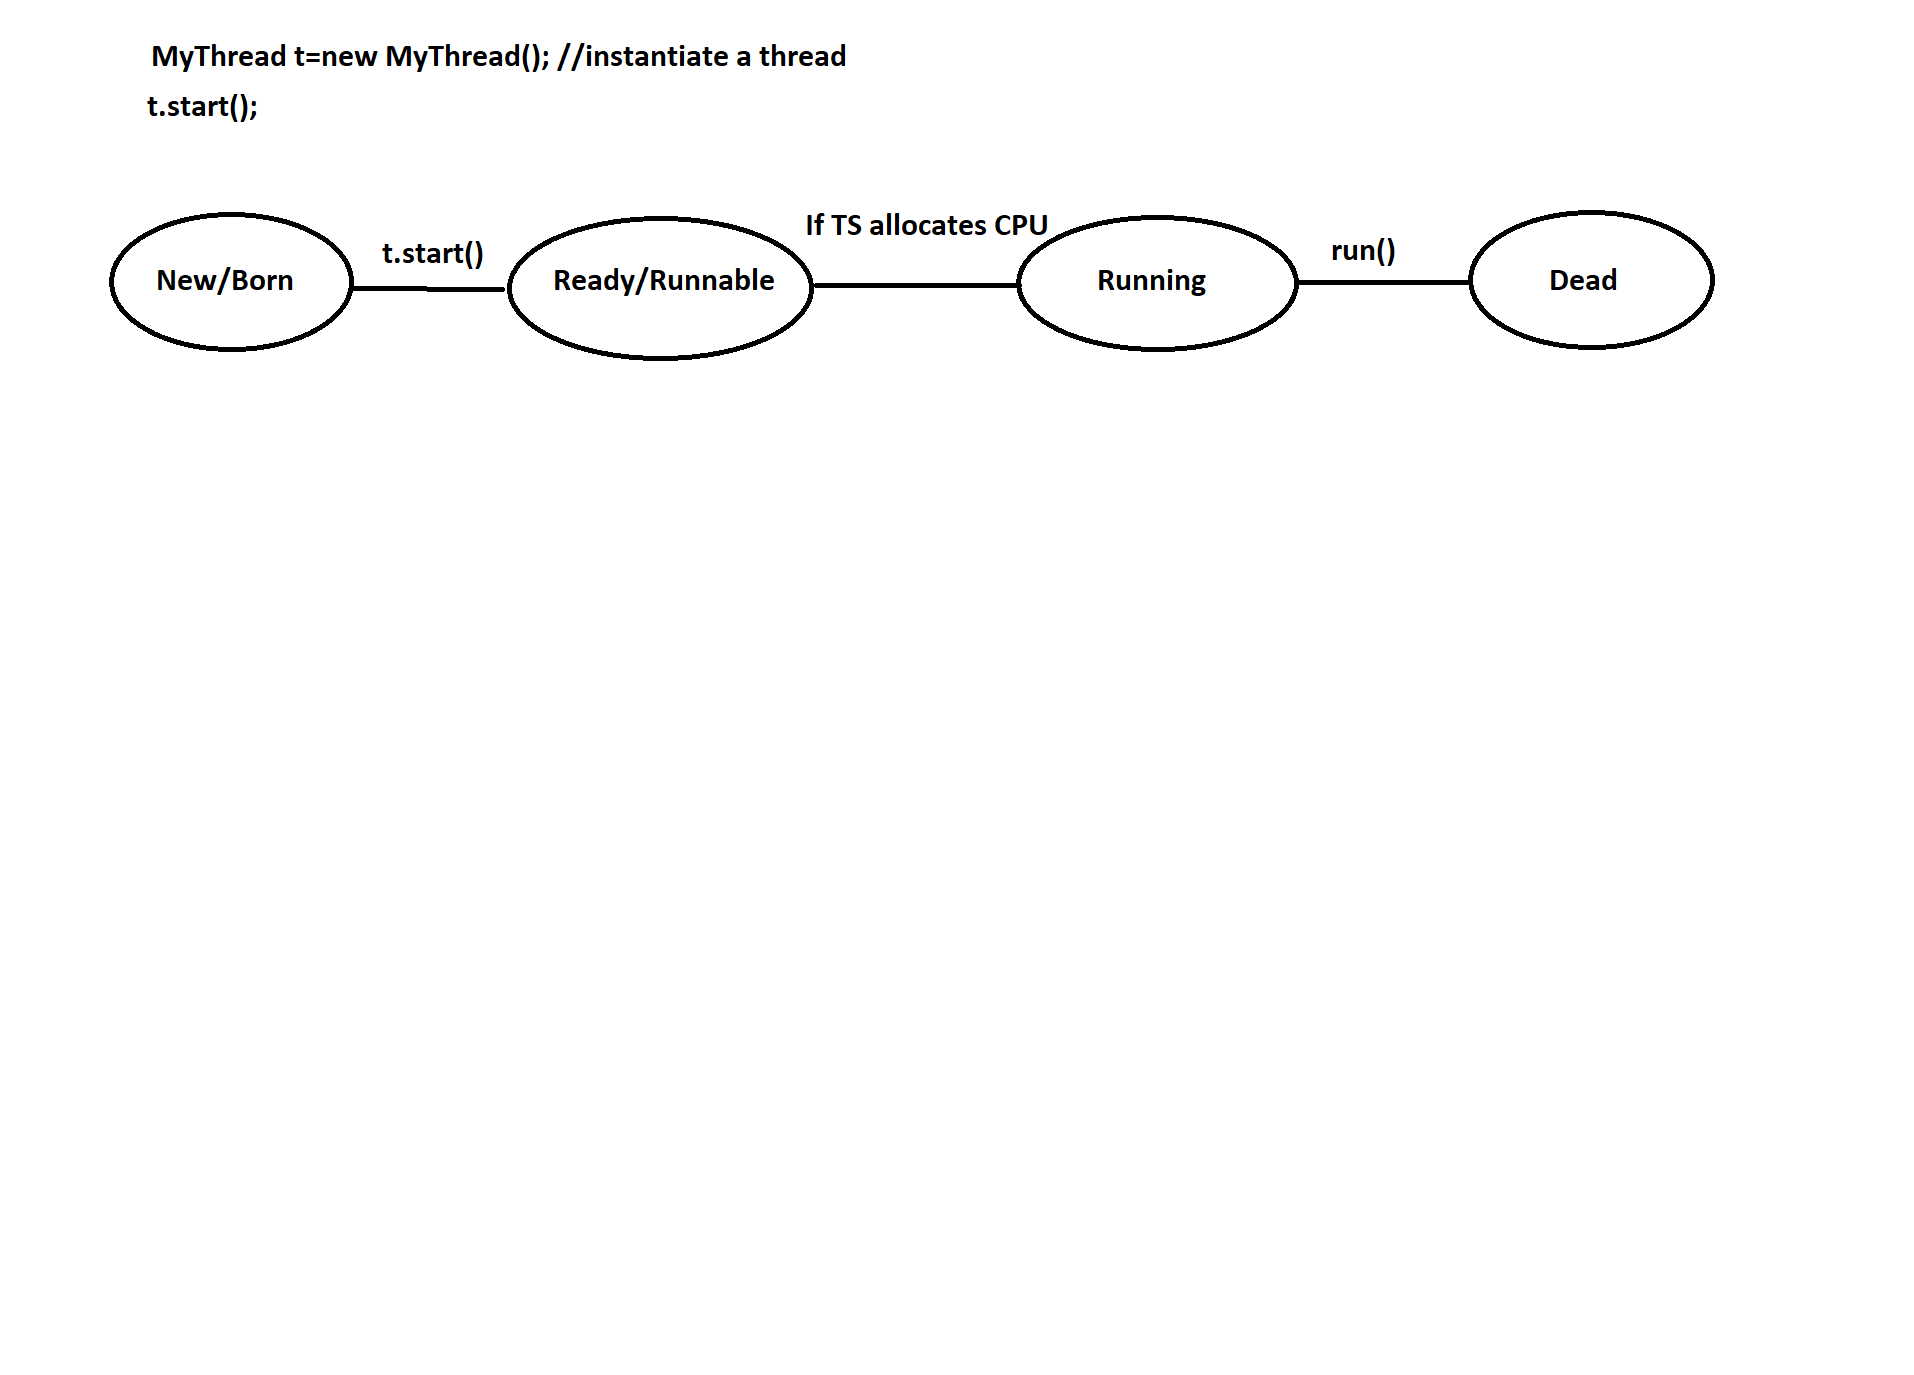 MyThread t=new MyThread(); //instantiate a thread
t.start();
If TS allocates CPU
t.start()
run()
New/Born
Ready/Runnable
Running
Dead